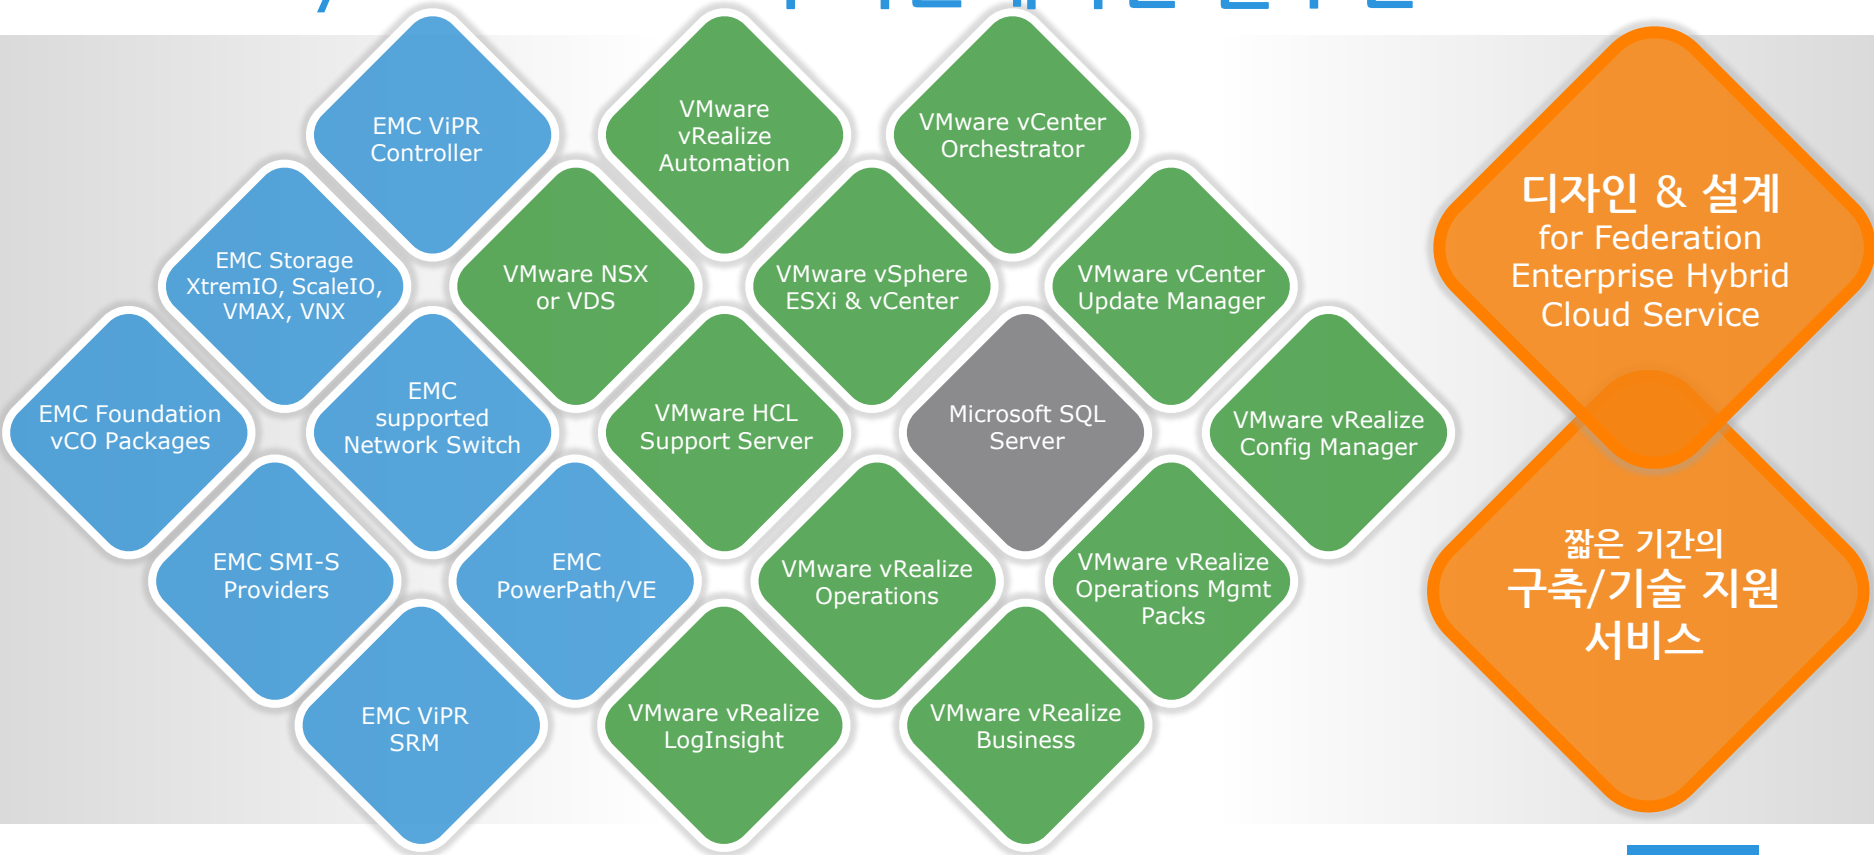 EMC ViPR
Controller
VMware
vRealize
Automation
VMware vCenter
Orchestrator
EMC Storage
XtremIO, ScaleIO,
VMAX, VNX
VMware NSX
or VDS
VMware vSphere
ESXi & vCenter
VMware vCenter
Update Manager
EMC Foundation
vCO Packages
EMC
supported
Network Switch
VMware HCL
Support Server
Microsoft SQL
Server
VMware vRealize
Config Manager
EMC SMI-S
Providers
EMC
PowerPath/VE
VMware vRealize
Operations
VMware vRealize
Operations Mgmt
Packs
EMC ViPR
SRM
VMware vRealize
LogInsight
VMware vRealize
Business
디자인 & 설계
for Federation
Enterprise Hybrid
Cloud Service
짧은 기간의
구축/기술 지원
서비스